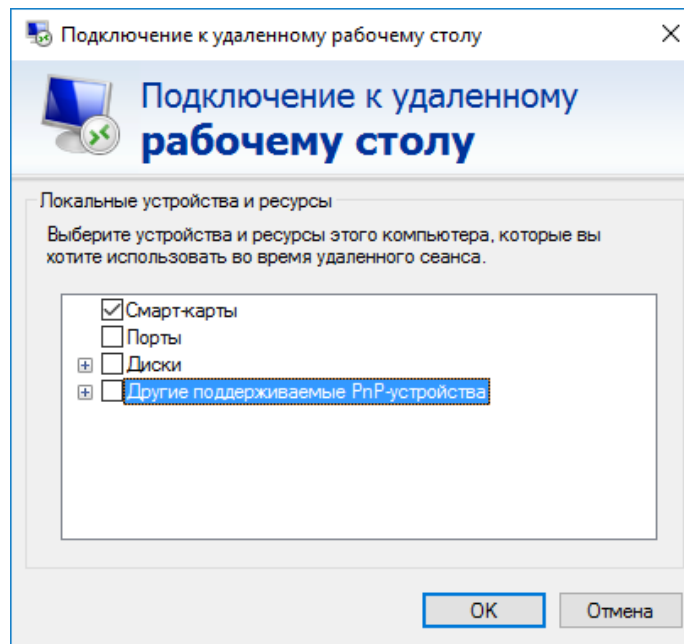 Подключение к удаленному рабочему столу
Подключение к удаленному
рабочему столу
Локальные устройства и ресурсы
Выберите устройства и ресурсы этого компьютера, которые вы
хотите использовать во время удаленного сеанса.
Смарт-карты
Порты
Диски
Другие поддерживаемые PnP-устройства
OK
Отмена